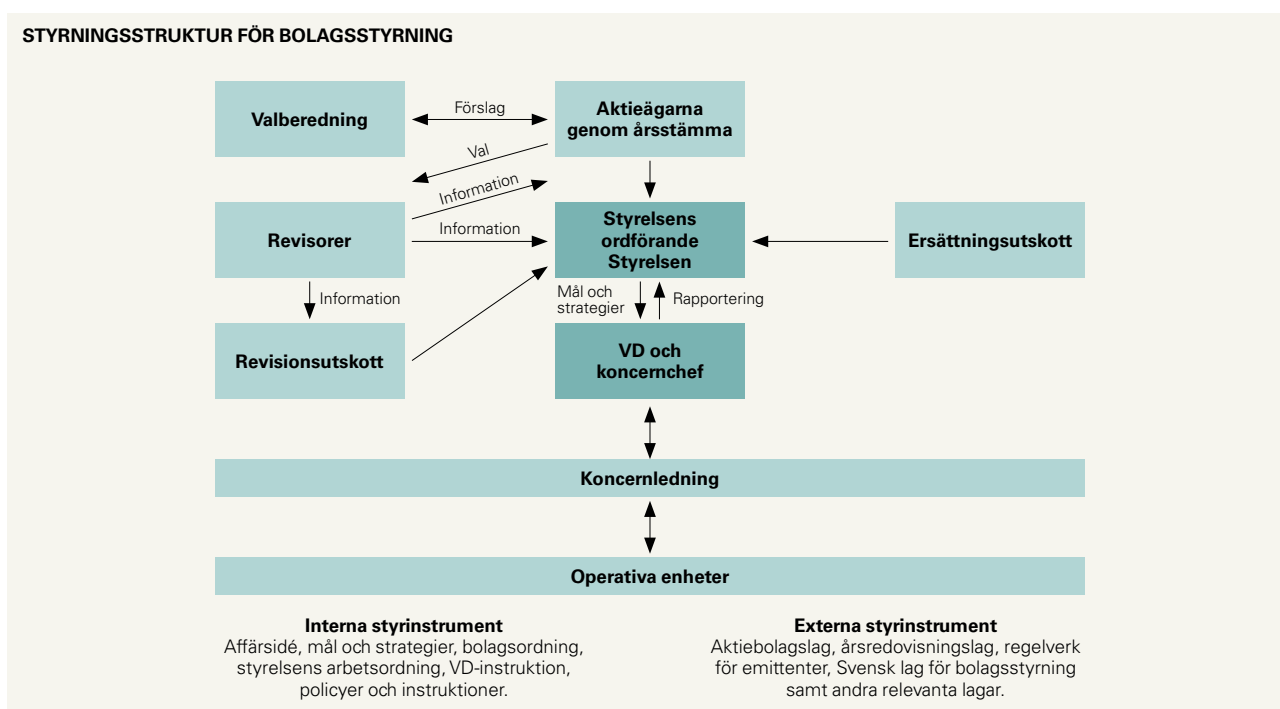 STYRNINGSSTRUKTUR FÖR BOLAGSSTYRNING
Valberedning
Förslag
Aktieägarna
genom årsstämma
Val
Information
Revisorer
Information
Styrelsens
ordförande
Styrelsen
Ersättningsutskott
Information
Mål och
strategier
Rapportering
Revisionsutskott
VD och
koncernchef
Koncernledning
Operativa enheter
Interna styrinstrument
Affärsidé, mål och strategier, bolagsordning,
styrelsens arbetsordning, VD-instruktion,
policyer och instruktioner.
Externa styrinstrument
Aktiebolagslag, årsredovisningslag, regelverk
för emittenter, Svensk lag för bolagsstyrning
samt andra relevanta lagar.